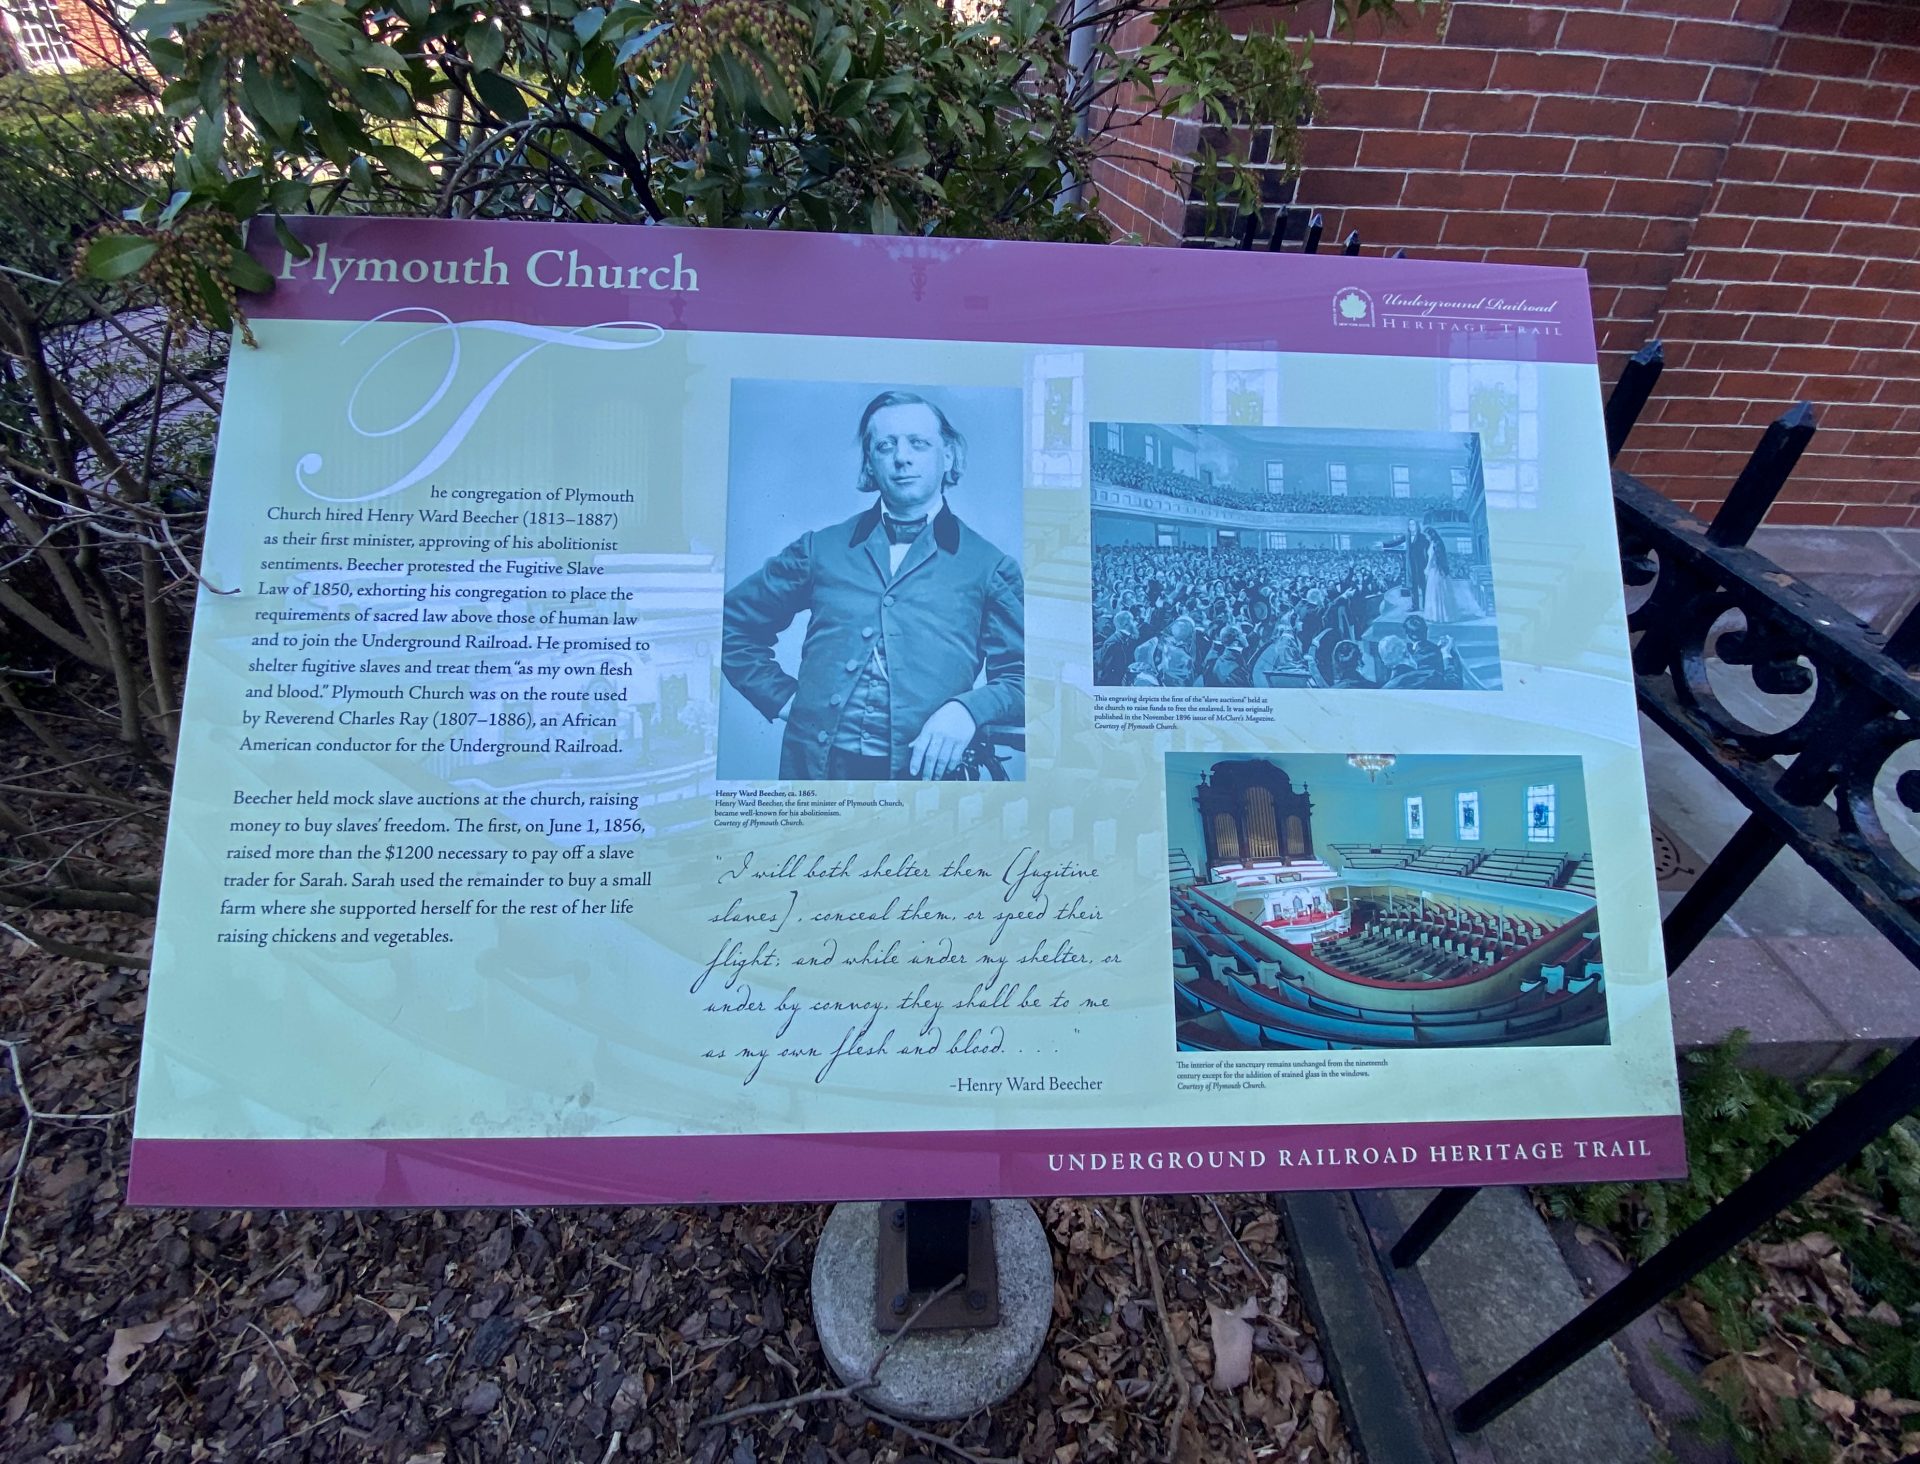 Plymouth Church
Underground Railroad
HERITAGE TRAIL
The congregation of Plymouth
Church hired Henry Ward Beecher (1813–1887)
as their first minister, approving of his abolitionist
sentiments. Beecher protested the Fugitive Slave
Law of 1850, exhorting his congregation to place the
requirements of sacred law above those of human law
and to join the Underground Railroad. He promised to
shelter fugitive slaves and treat them “as my own flesh
and blood.” Plymouth Church was on the route used
by Reverend Charles Ray (1807–1886), an African
American conductor for the Underground Railroad.
Beecher held mock slave auctions at the church, raising
money to buy slaves’ freedom. The first, on June 1, 1856,
raised more than the $1200 necessary to pay off a slave
trader for Sarah. Sarah used the remainder to buy a small
farm where she supported herself for the rest of her life
raising chickens and vegetables.
Henry Ward Beecher, ca. 1865.
Henry Ward Beecher, the first minister of Plymouth Church,
became well-known for his abolitionism.
Courtesy of Plymouth Church.
"I will both shelter them [fugitive
slaves], conceal them, or speed their
flight; and while under my shelter, or
under by convoy, they shall be to me
as my own flesh and blood. . . . "
-Henry Ward Beecher
This engraving depicts the first of the "slave auctions" held at
the church to raise funds to free the enslaved. It was originally
published in the November 1896 issue of McClure's Magazine.
Courtesy of Plymouth Church.
The interior of the sanctuary remains unchanged from the nineteenth
century except for the addition of stained glass in the windows.
Courtesy of Plymouth Church.
UNDERGROUND RAILROAD HERITAGE TRAIL